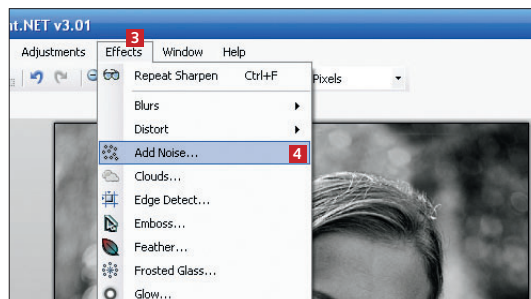 nt.NET v3.01
3
Adjustments Effects Window Help
Repeat Sharpen Ctrl+F
Pixels
Blurs
Distort
Add Noise... 4
Clouds...
Edge Detect...
Emboss...
Feather...
Frosted Glass...
Glow...